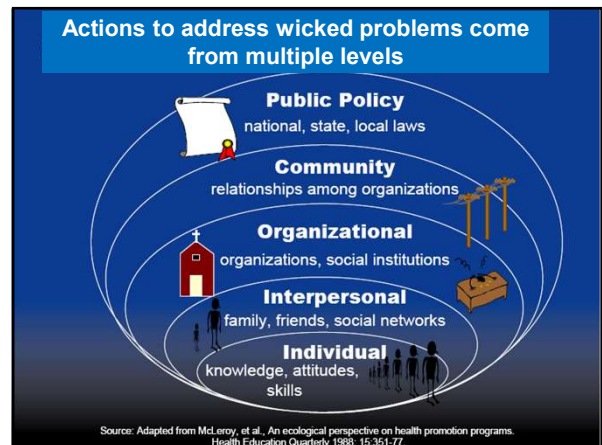 Actions to address wicked problems come
from multiple levels
Public Policy
national, state, local laws
Community
relationships among organizations
Organizational
organizations, social institutions
Interpersonal
family, friends, social networks
Individual
knowledge, attitudes,
skills
Source: Adapted from McLeroy, et al., An ecological perspective on health promotion programs.
Health Education Quarterly 1988; 15:351-77